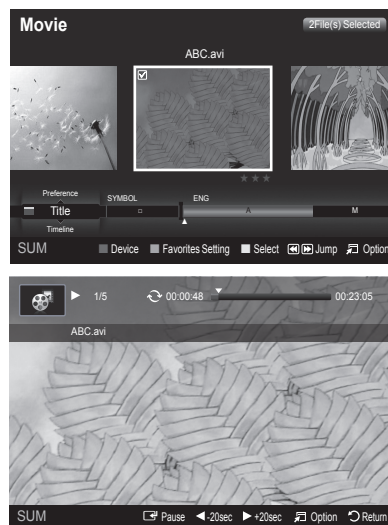 Movie
2File(s) Selected
ABC.avi
Preference
SYMBOL ENG
Title A M
Timeline
SUM Device Favorites Setting Select Jump Option
1/5 00:00:48 00:23:05
ABC.avi
SUM Pause -20sec +20sec Option Return